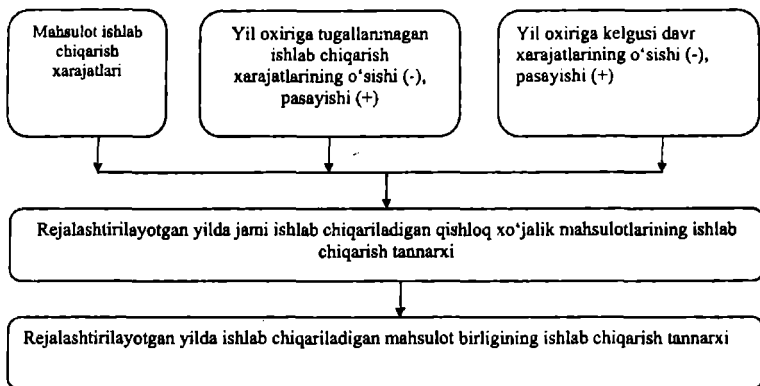 Mahsulot ishlab
chiqarish
xarajatlari
Yil oxiriga tugallanmagan
ishlab chiqarish
xarajatlarining o‘sishi (-),
pasayishi (+)
Yil oxiriga kelgusi davr
xarajatlarining o‘sishi (-),
pasayishi (+)
Rejalashtirilayotgan yilda jami ishlab chiqariladigan qishloq xo‘jalik mahsulotlarining ishlab
chiqarish tannarxi
Rejalashtirilayotgan yilda ishlab chiqariladigan mahsulot birligining ishlab chiqarish tannarxi